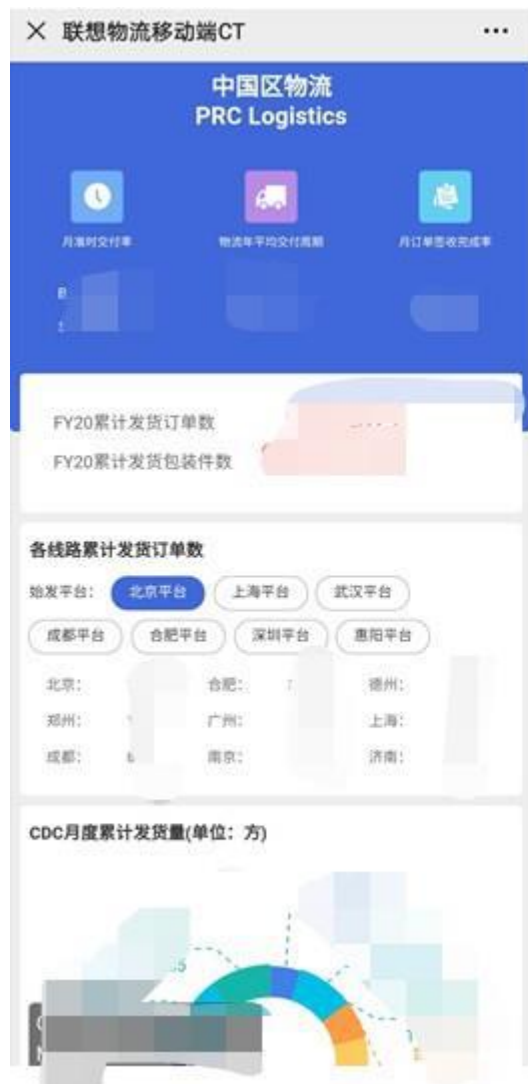 联想物流移动端CT
中国区物流
PRC Logistics
月准时交付率 物流年平均交付周期 月订单签收完成率
FY20累计发货订单数
FY20累计发货包装件数
各线路累计发货订单数
始发平台： 北京平台 上海平台 武汉平台
成都平台 合肥平台 深圳平台 惠阳平台
北京： 合肥： 德州：
郑州： 广州： 上海：
成都： 南京： 济南：
CDC月度累计发货量(单位：方)